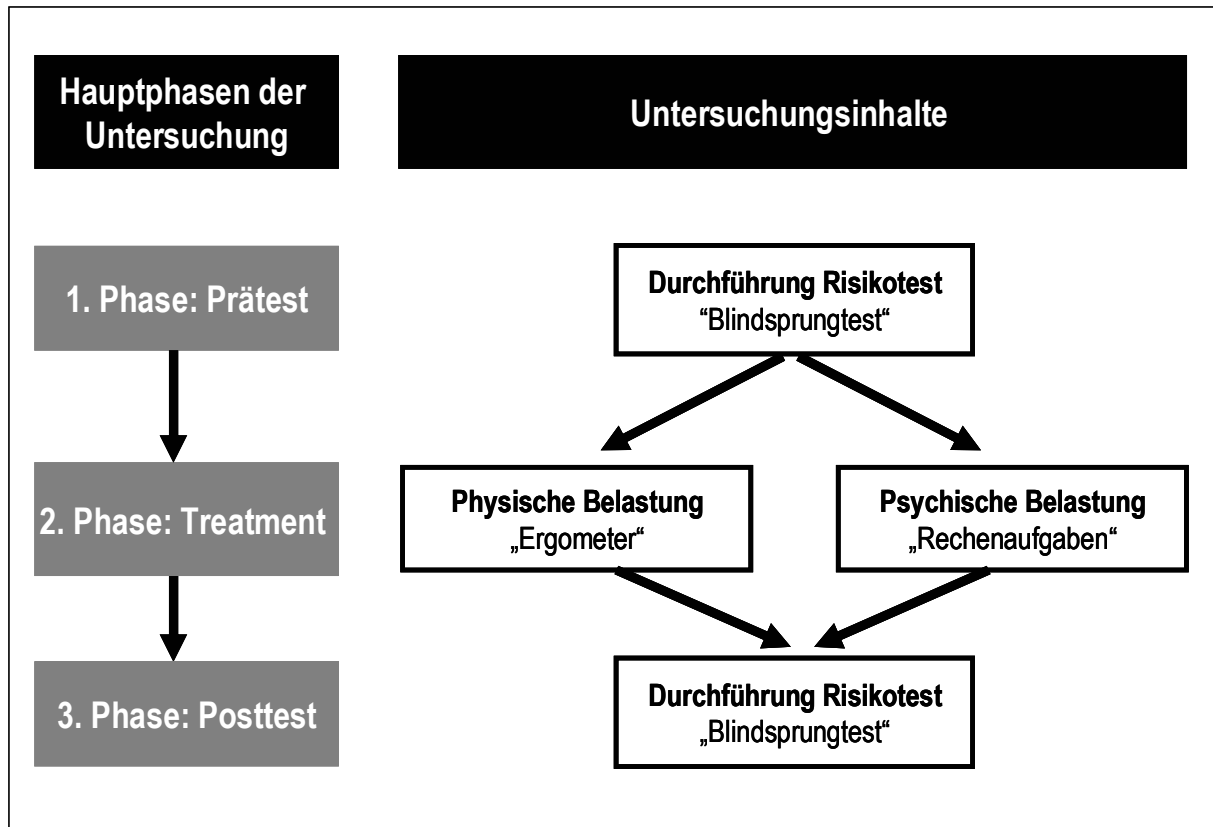 Hauptphasen der
Untersuchung
Untersuchungsinhalte
1. Phase: Prätest
Durchführung Risikotest
“Blindsprungtest“
2. Phase: Treatment
Physische Belastung
„Ergometer“
Psychische Belastung
„Rechenaufgaben“
3. Phase: Posttest
Durchführung Risikotest
„Blindsprungtest“